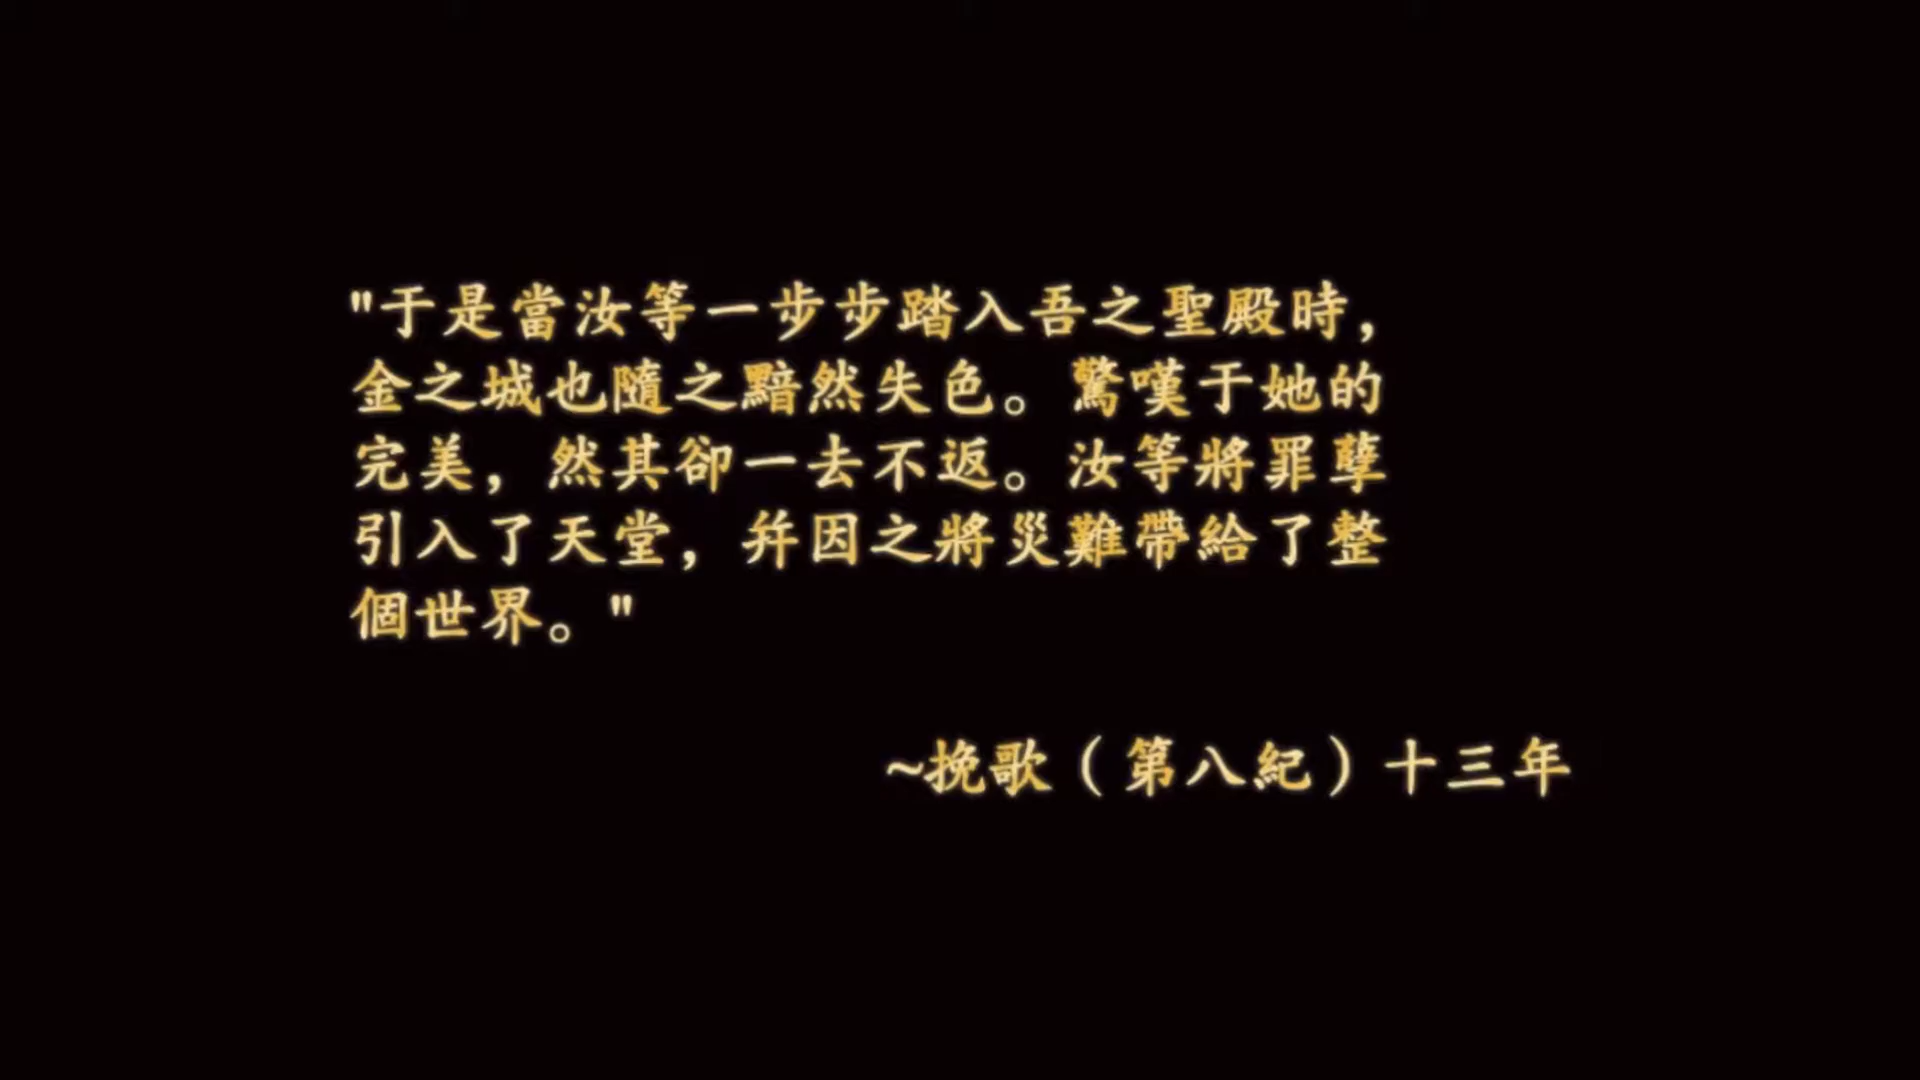 "于是當汝等一步步踏入吾之聖殿時，
金之城也隨之黯然失色。驚嘆于她的
完美，然其卻一去不返。汝等將罪孽
引入了天堂，并因之將災難帶給了整
個世界。"
~挽歌（第八紀）十三年